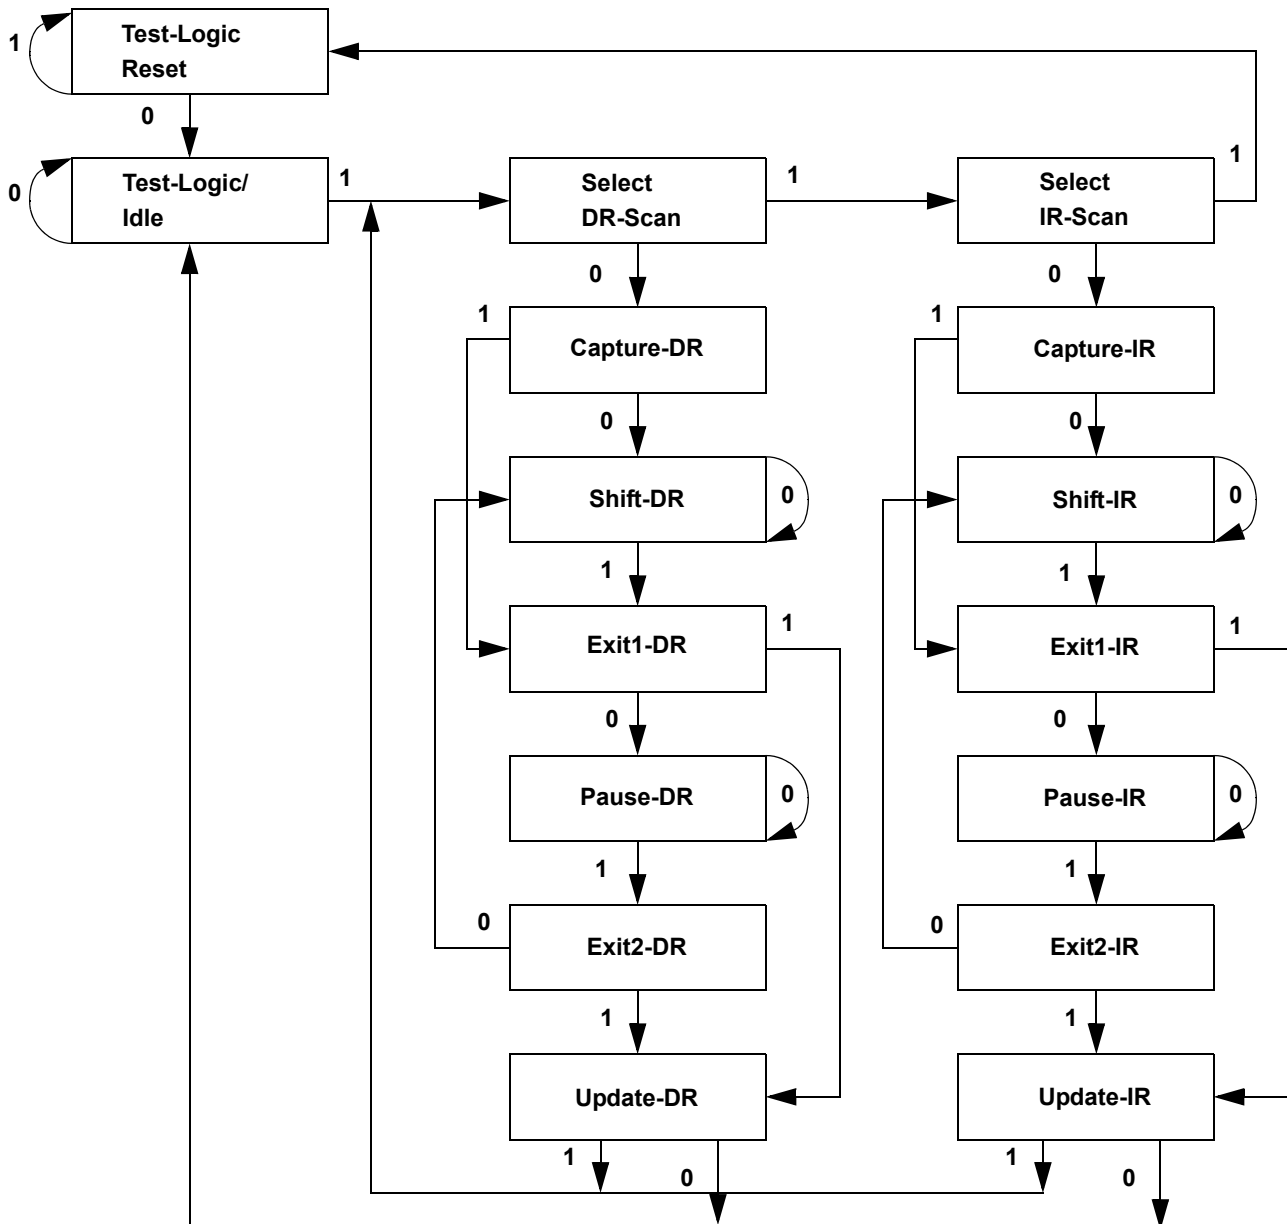 1
Test-Logic
Reset
0
0
Test-Logic/
Idle
1
Select
DR-Scan
1
Select
IR-Scan
1
0
0
1
Capture-DR
1
Capture-IR
0
0
Shift-DR
0
Shift-IR
0
1
1
Exit1-DR
1
Exit1-IR
1
0
0
Pause-DR
0
Pause-IR
0
1
1
0
Exit2-DR
0
Exit2-IR
1
1
Update-DR
Update-IR
1
0
1
0